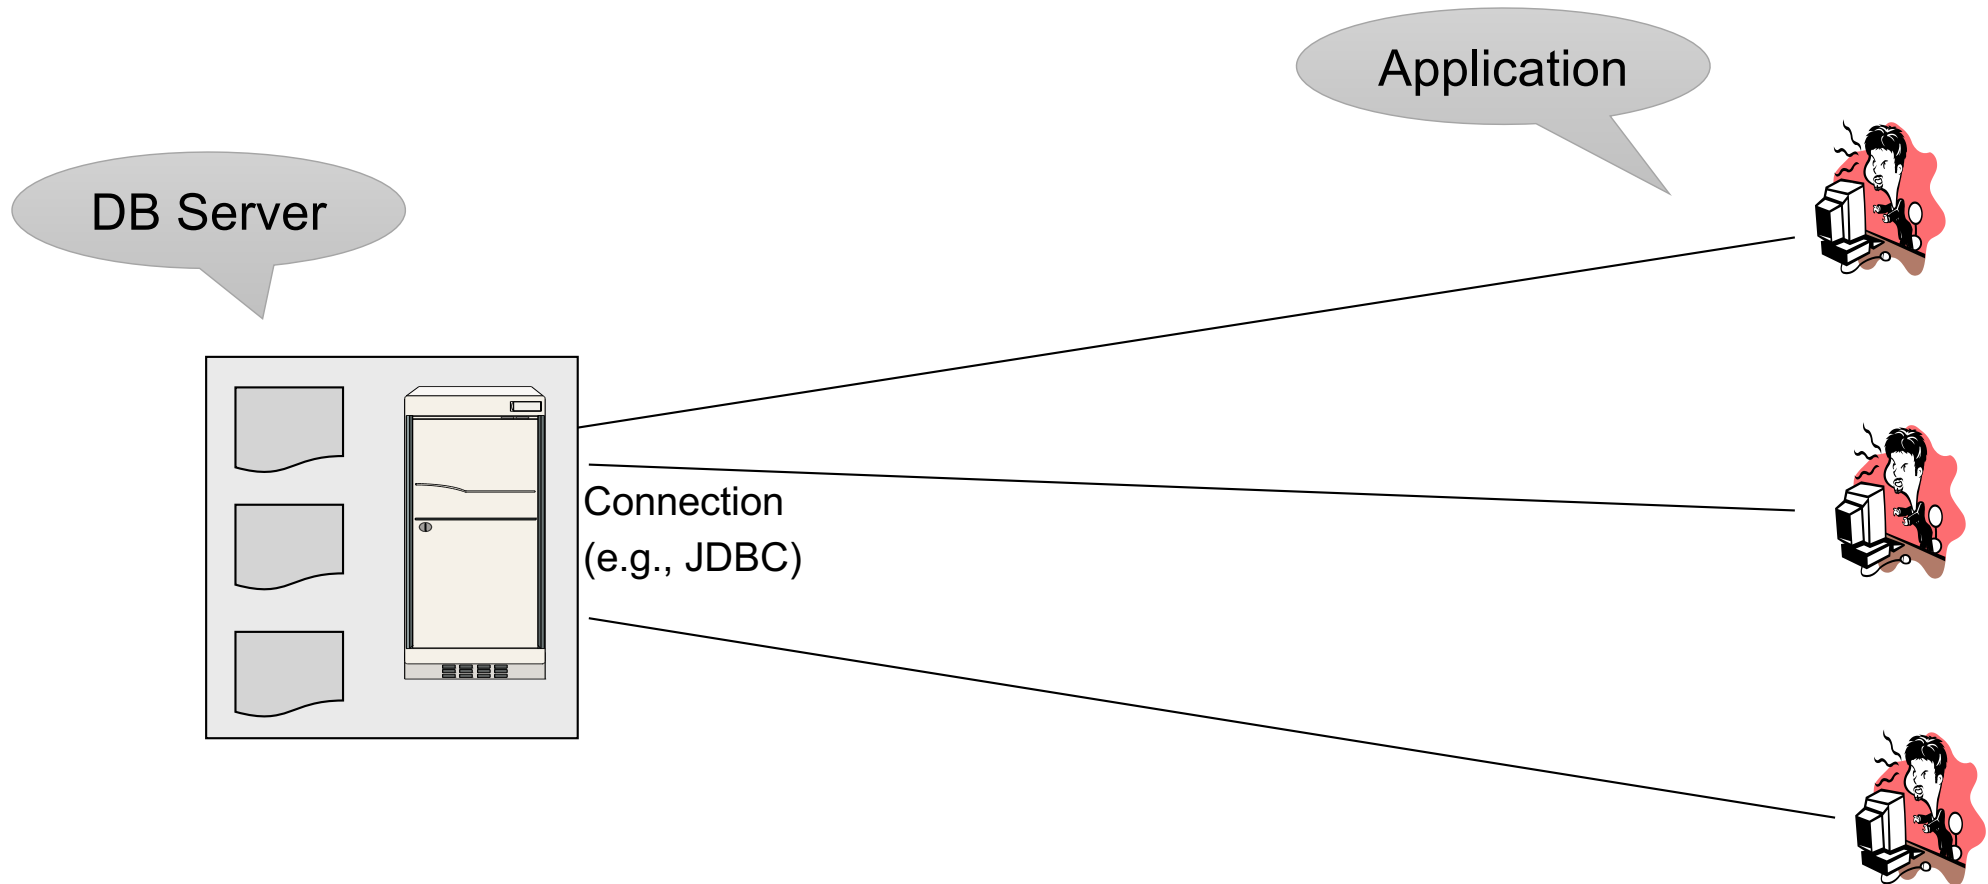 Application
DB Server
Connection
(e.g., JDBC)